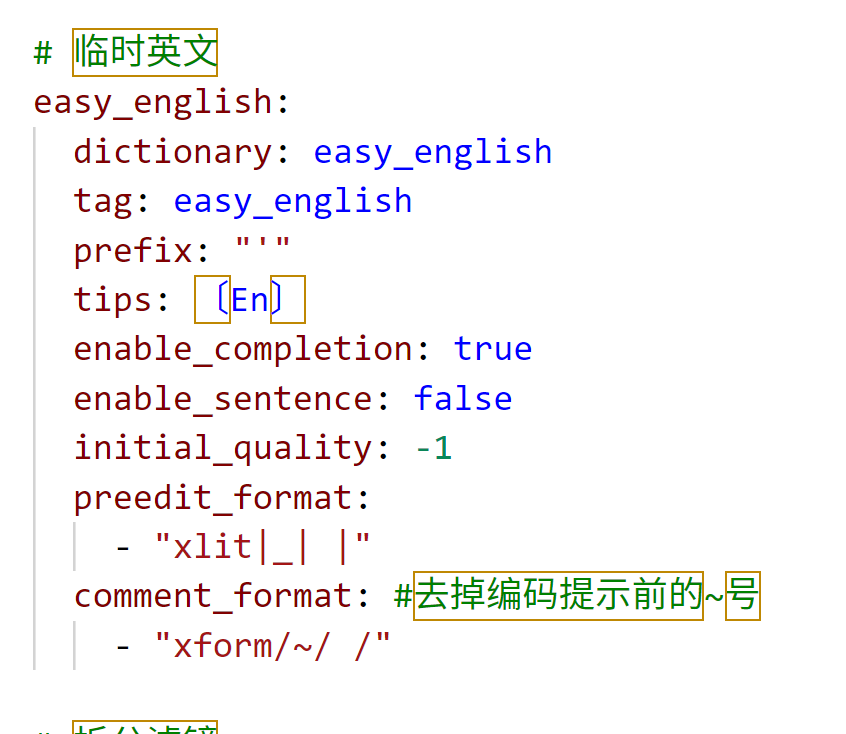 # 临时英文
easy_english:
  dictionary: easy_english
  tag: easy_english
  prefix: "'"
  tips: 〔En〕
  enable_completion: true
  enable_sentence: false
  initial_quality: -1
  preedit_format:
    - "xlit|_| |"
  comment_format: #去掉编码提示前的~号
    - "xform/~/ /"